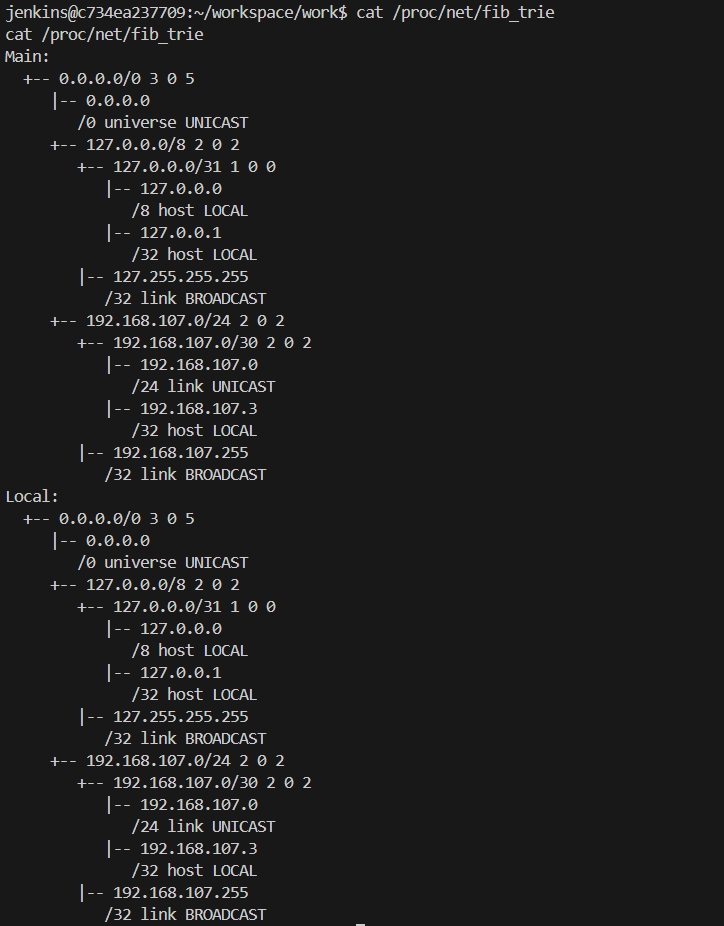 jenkins@c734ea237709:~/workspace/work$ cat /proc/net/fib_trie
cat /proc/net/fib_trie
Main:
  +-- 0.0.0.0/0 3 0 5
     |-- 0.0.0.0
        /0 universe UNICAST
     +-- 127.0.0.0/8 2 0 2
        +-- 127.0.0.0/31 1 0 0
           |-- 127.0.0.0
              /8 host LOCAL
           |-- 127.0.0.1
              /32 host LOCAL
        |-- 127.255.255.255
           /32 link BROADCAST
     +-- 192.168.107.0/24 2 0 2
        +-- 192.168.107.0/30 2 0 2
           |-- 192.168.107.0
              /24 link UNICAST
           |-- 192.168.107.3
              /32 host LOCAL
        |-- 192.168.107.255
           /32 link BROADCAST
Local:
  +-- 0.0.0.0/0 3 0 5
     |-- 0.0.0.0
        /0 universe UNICAST
     +-- 127.0.0.0/8 2 0 2
        +-- 127.0.0.0/31 1 0 0
           |-- 127.0.0.0
              /8 host LOCAL
           |-- 127.0.0.1
              /32 host LOCAL
        |-- 127.255.255.255
           /32 link BROADCAST
     +-- 192.168.107.0/24 2 0 2
        +-- 192.168.107.0/30 2 0 2
           |-- 192.168.107.0
              /24 link UNICAST
           |-- 192.168.107.3
              /32 host LOCAL
        |-- 192.168.107.255
           /32 link BROADCAST